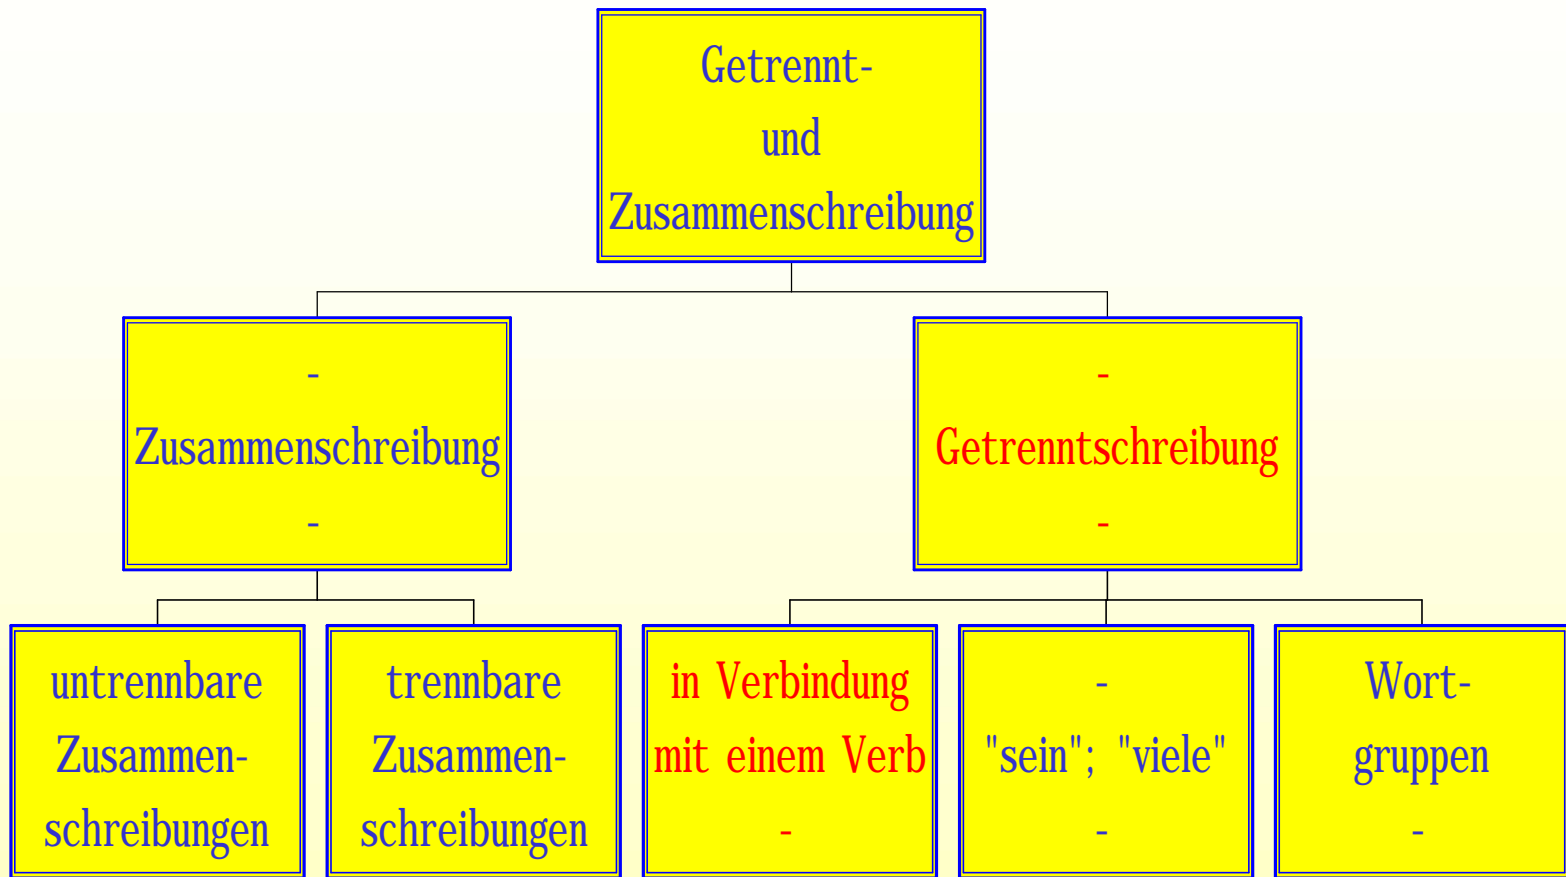 Getrennt-
und
Zusammenschreibung
-
Zusammenschreibung
-
-
Getrenntschreibung
-
untrennbare
Zusammen-
schreibungen
trennbare
Zusammen-
schreibungen
in Verbindung
mit einem Verb
-
-
"sein"; "viele"
-
Wort-
gruppen
-